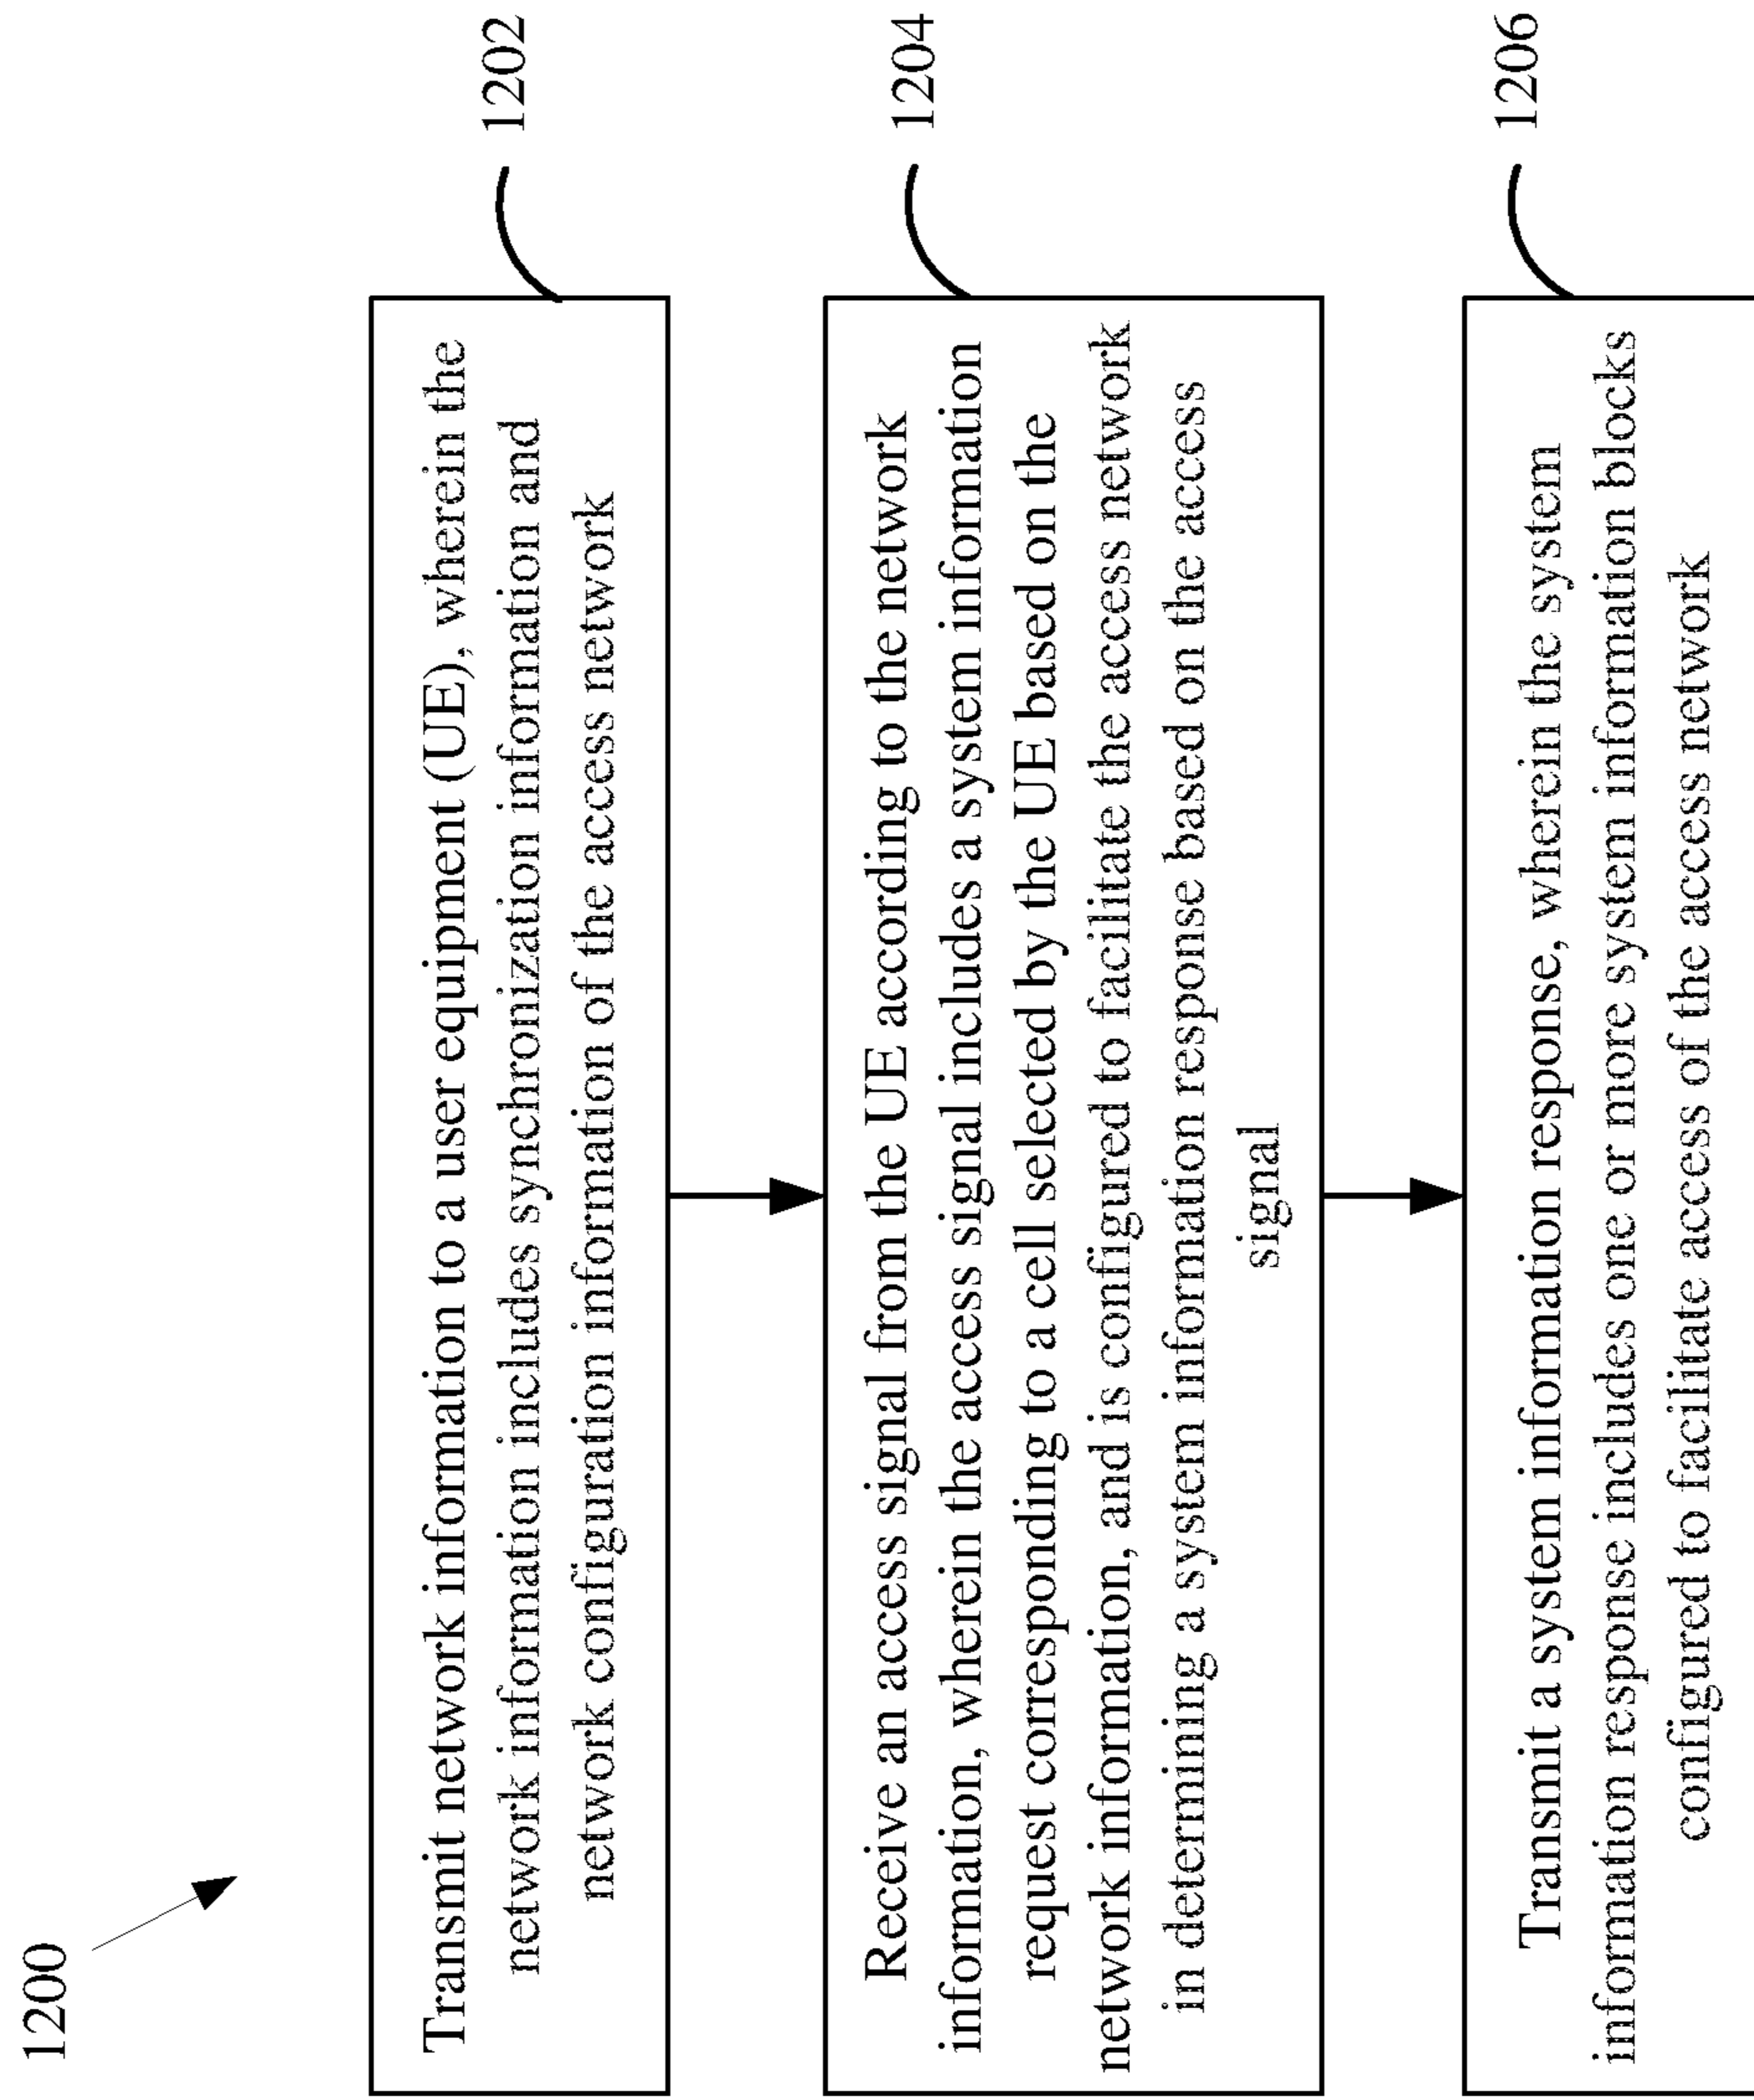 1200
Transmit network information to a user equipment (UE), wherein the
network information includes synchronization information and
network configuration information of the access network
1202
Receive an access signal from the UE according to the network
information, wherein the access signal includes a system information
request corresponding to a cell selected by the UE based on the
network information, and is configured to facilitate the access network
in determining a system information response based on the access
signal
1204
Transmit a system information response, wherein the system
information response includes one or more system information blocks
configured to facilitate access of the access network
1206